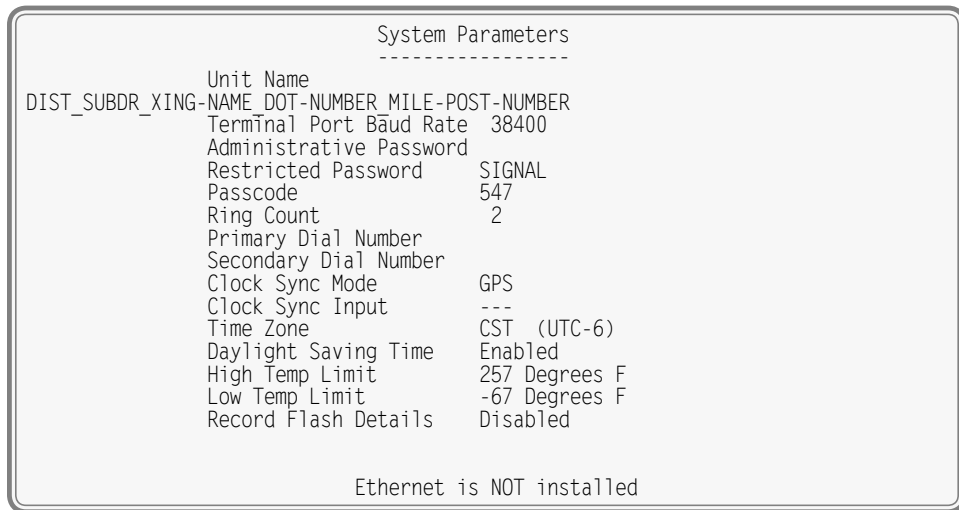 System Parameters
-----------------
Unit Name
DIST_SUBDR_XING-NAME_DOT-NUMBER_MILE-POST-NUMBER
Terminal Port Baud Rate 38400
Administrative Password
Restricted Password SIGNAL
Passcode 547
Ring Count 2
Primary Dial Number
Secondary Dial Number
Clock Sync Mode GPS
Clock Sync Input ---
Time Zone CST (UTC-6)
Daylight Saving Time Enabled
High Temp Limit 257 Degrees F
Low Temp Limit -67 Degrees F
Record Flash Details Disabled
Ethernet is NOT installed